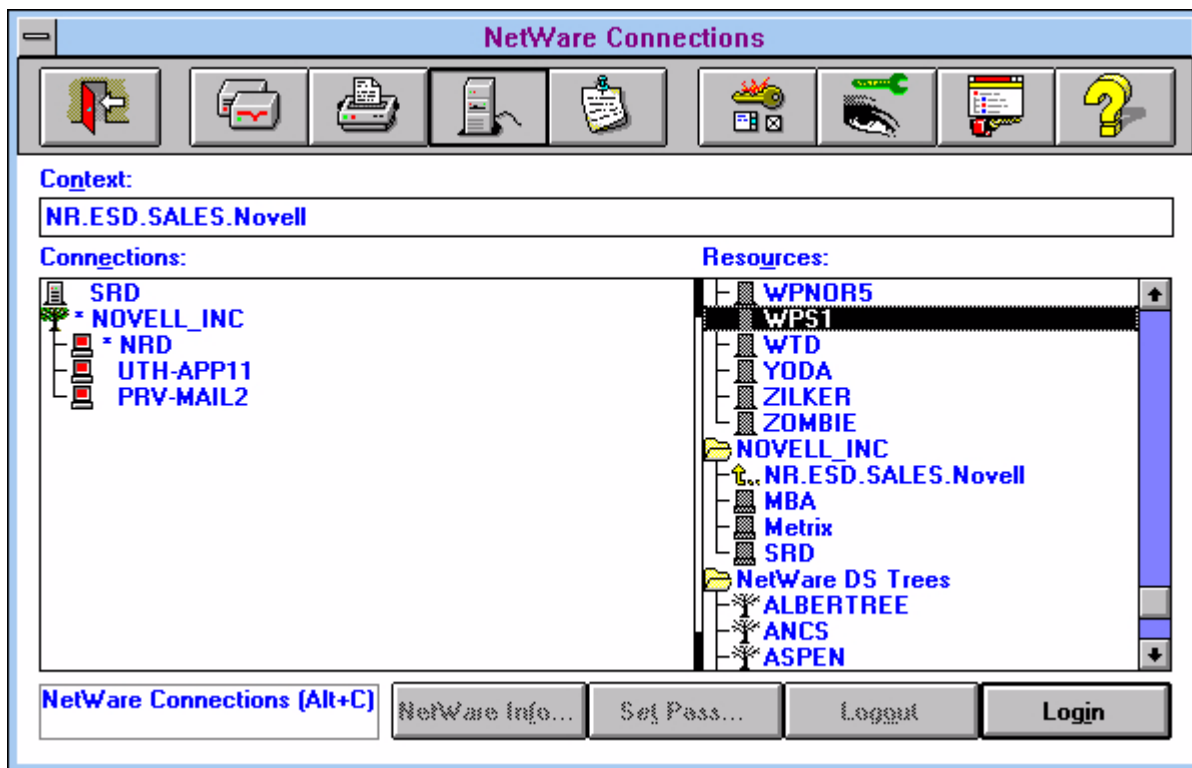 NetWare Connections
Context:
NR.ESD.SALES.Novell
Connections:
SRD
* NOVELL_INC
* NRD
UTH-APP11
PRV-MAIL2
Resources:
WPNOR5
WPS1
WTD
YODA
ZILKER
ZOMBIE
NOVELL_INC
NR.ESD.SALES.Novell
MBA
Metrix
SRD
NetWare DS Trees
ALBERTREE
ANCS
ASPEN
NetWare Connections (Alt+C)
NetWare Info...
Set Pass...
Logout
Login